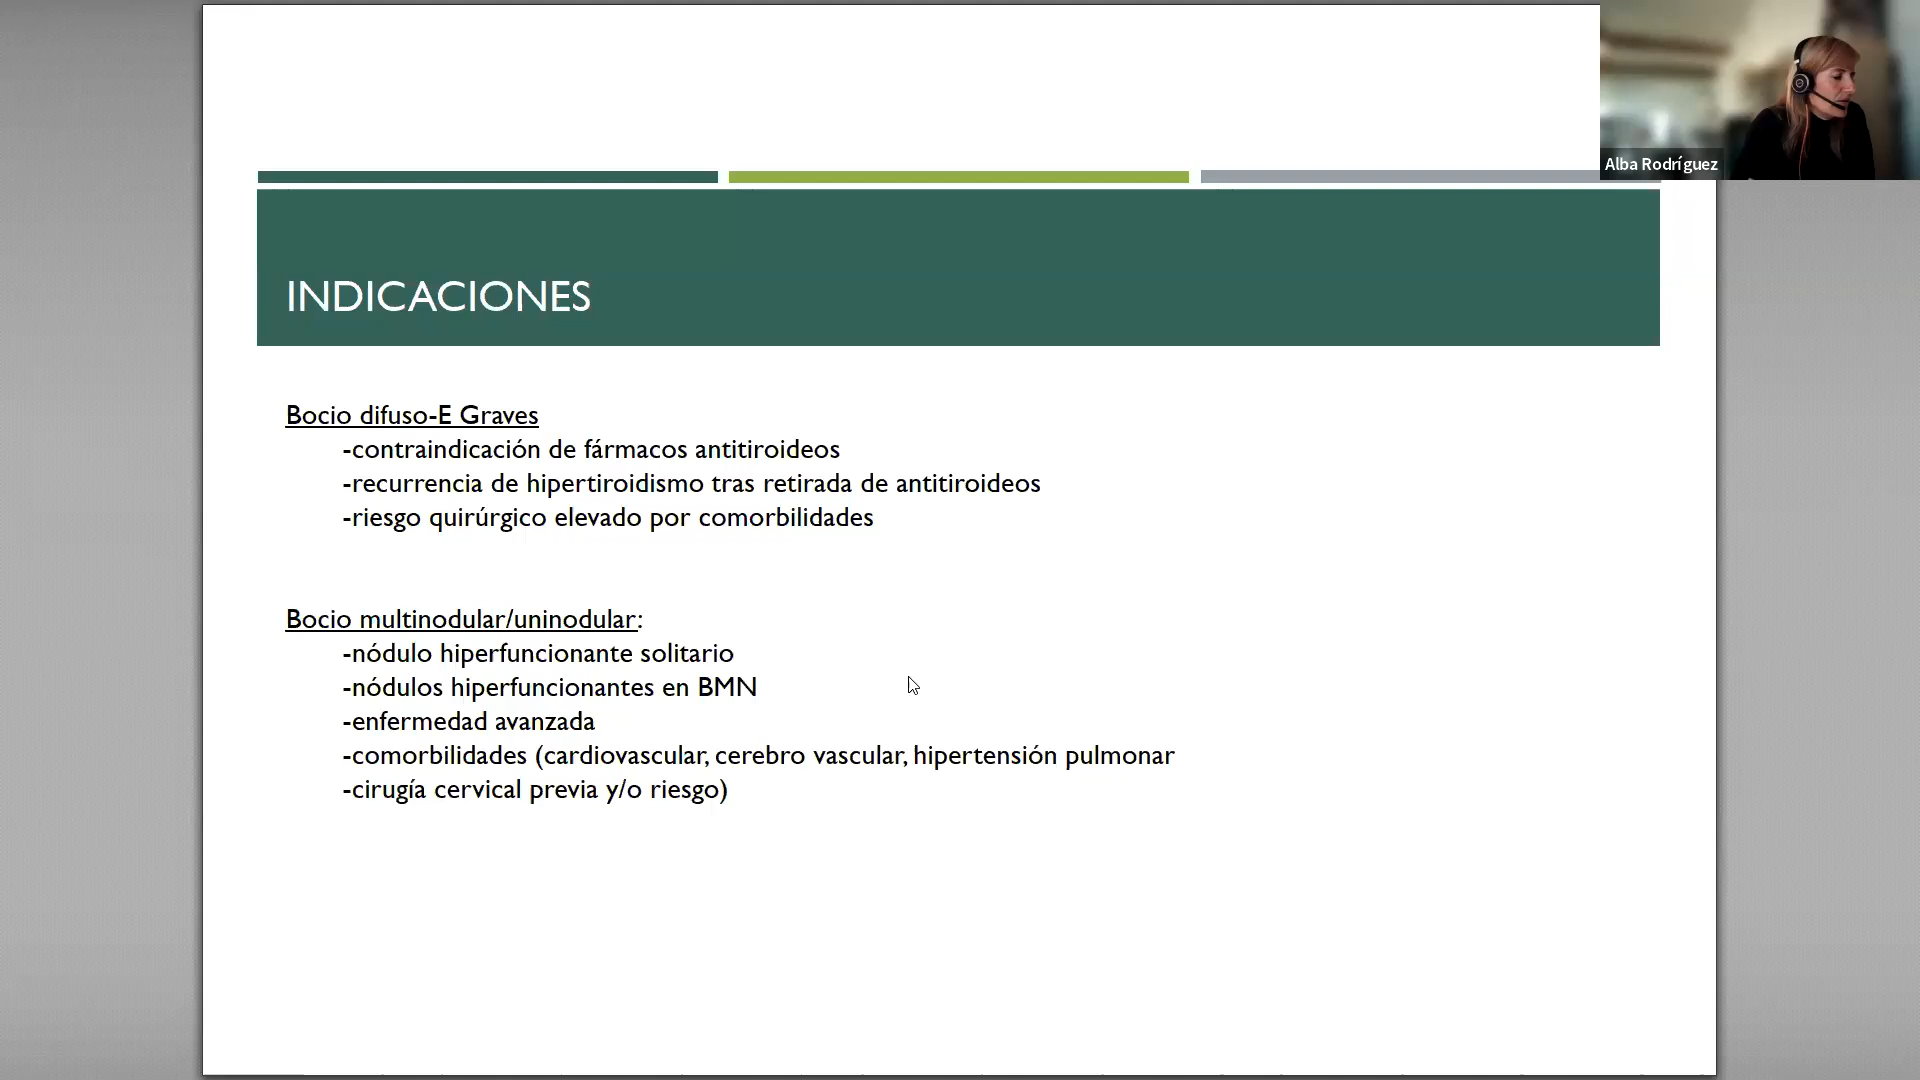 Alba Rodríguez
INDICACIONES
Bocio difuso-E Graves
-contraindicación de fármacos antitiroideos
-recurrencia de hipertiroidismo tras retirada de antitiroideos
-riesgo quirúrgico elevado por comorbilidades
Bocio multinodular/uninodular:
-nódulo hiperfuncionante solitario
-nódulos hiperfuncionantes en BMN
-enfermedad avanzada
-comorbilidades (cardiovascular, cerebro vascular, hipertensión pulmonar
-cirugía cervical previa y/o riesgo)